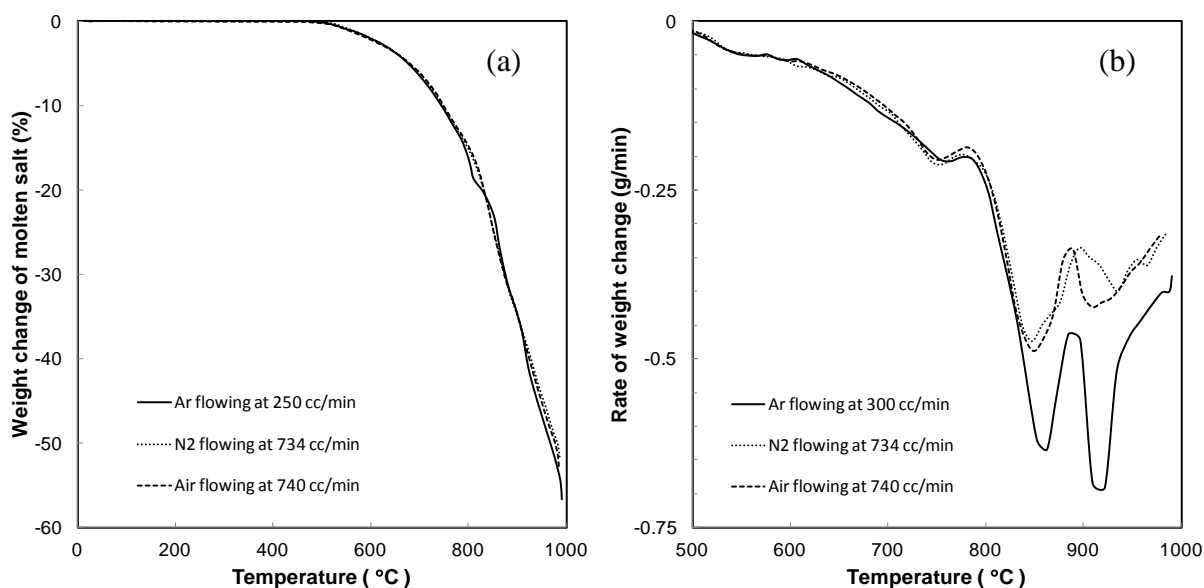 (a)
0
-10
-20
-30
-40
-50
-60
Weight change of molten salt (%)
Ar flowing at 250 cc/min
N2 flowing at 734 cc/min
Air flowing at 740 cc/min
0
200
400
600
800
1000
Temperature ( °C )
(b)
0
-0.25
-0.5
-0.75
Rate of weight change (g/min)
Ar flowing at 300 cc/min
N2 flowing at 734 cc/min
Air flowing at 740 cc/min
500
600
700
800
900
1000
Temperature ( °C )